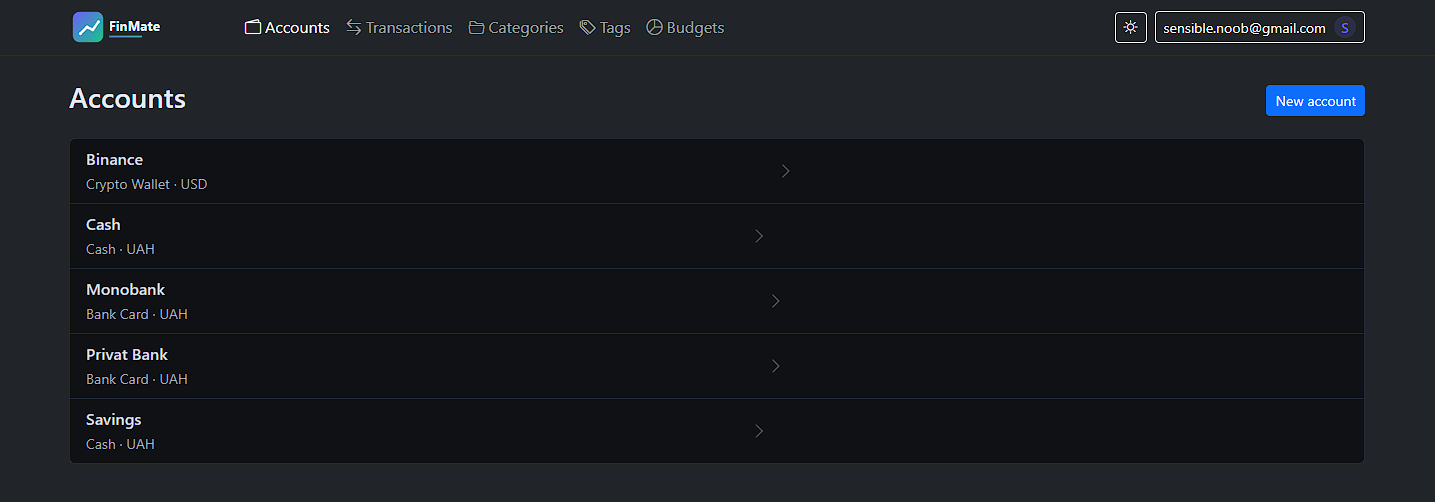 FinMate Accounts Transactions Categories Tags Budgets sensible.noob@gmail.com S
Accounts New account
Binance
Crypto Wallet · USD
Cash
Cash · UAH
Monobank
Bank Card · UAH
Privat Bank
Bank Card · UAH
Savings
Cash · UAH